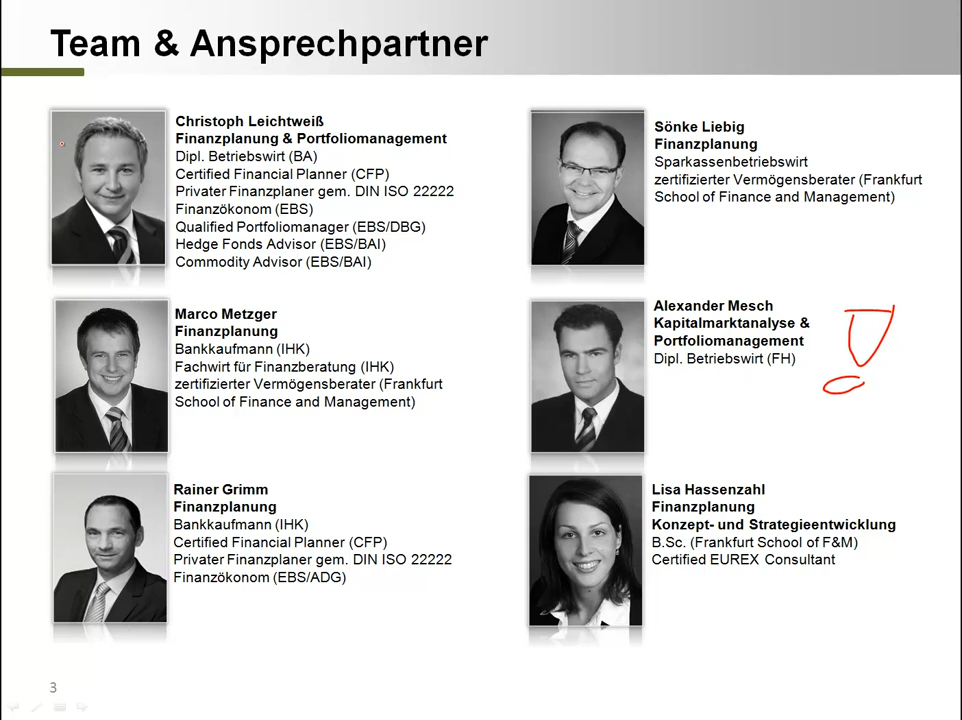 Team & Ansprechpartner
Christoph Leichtweiß
Finanzplanung & Portfoliomanagement
Dipl. Betriebswirt (BA)
Certified Financial Planner (CFP)
Privater Finanzplaner gem. DIN ISO 22222
Finanzökonom (EBS)
Qualified Portfoliomanager (EBS/DBG)
Hedge Fonds Advisor (EBS/BAI)
Commodity Advisor (EBS/BAI)
Sönke Liebig
Finanzplanung
Sparkassenbetriebswirt
zertifizierter Vermögensberater (Frankfurt
School of Finance and Management)
Marco Metzger
Finanzplanung
Bankkaufmann (IHK)
Fachwirt für Finanzberatung (IHK)
zertifizierter Vermögensberater (Frankfurt
School of Finance and Management)
Alexander Mesch
Kapitalmarktanalyse &
Portfoliomanagement
Dipl. Betriebswirt (FH)
!
Rainer Grimm
Finanzplanung
Bankkaufmann (IHK)
Certified Financial Planner (CFP)
Privater Finanzplaner gem. DIN ISO 22222
Finanzökonom (EBS/ADG)
Lisa Hassenzahl
Finanzplanung
Konzept- und Strategieentwicklung
B.Sc. (Frankfurt School of F&M)
Certified EUREX Consultant
3